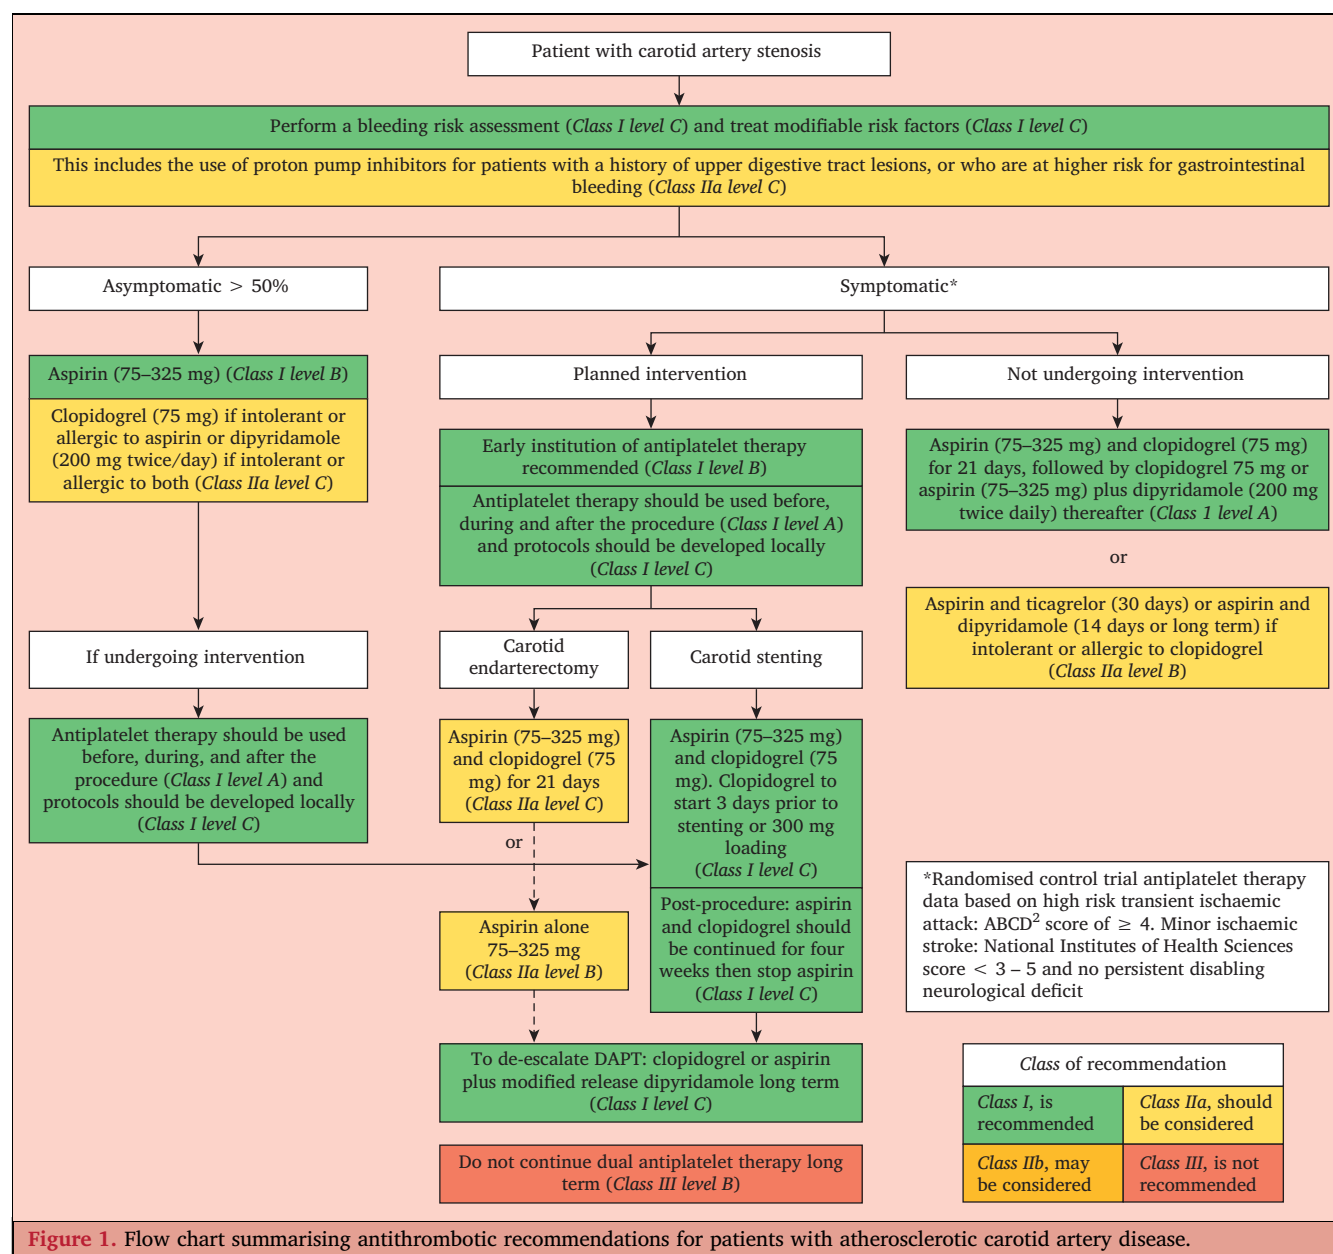 Patient with carotid artery stenosis
Perform a bleeding risk assessment (Class I level C) and treat modifiable risk factors (Class I level C)
This includes the use of proton pump inhibitors for patients with a history of upper digestive tract lesions, or who are at higher risk for gastrointestinal
bleeding (Class IIa level C)
Asymptomatic > 50%
Aspirin (75–325 mg) (Class I level B)
Clopidogrel (75 mg) if intolerant or
allergic to aspirin or dipyridamole
(200 mg twice/day) if intolerant or
allergic to both (Class IIa level C)
If undergoing intervention
Antiplatelet therapy should be used
before, during, and after the
procedure (Class I level A) and
protocols should be developed locally
(Class I level C)
Symptomatic*
Planned intervention
Early institution of antiplatelet therapy
recommended (Class I level B)
Antiplatelet therapy should be used before,
during and after the procedure (Class I level A)
and protocols should be developed locally
(Class I level C)
Carotid
endarterectomy
Aspirin (75–325 mg)
and clopidogrel (75
mg) for 21 days
(Class IIa level C)
or
Aspirin alone
75–325 mg
(Class IIa level B)
Carotid stenting
Aspirin (75–325 mg)
and clopidogrel (75
mg). Clopidogrel to
start 3 days prior to
stenting or 300 mg
loading
(Class I level C)
Post-procedure: aspirin
and clopidogrel should
be continued for four
weeks then stop aspirin
(Class I level C)
To de-escalate DAPT: clopidogrel or aspirin
plus modified release dipyridamole long term
(Class I level C)
Do not continue dual antiplatelet therapy long
term (Class III level B)
Not undergoing intervention
Aspirin (75–325 mg) and clopidogrel (75 mg)
for 21 days, followed by clopidogrel 75 mg or
aspirin (75–325 mg) plus dipyridamole (200 mg
twice daily) thereafter (Class 1 level A)
or
Aspirin and ticagrelor (30 days) or aspirin and
dipyridamole (14 days or long term) if
intolerant or allergic to clopidogrel
(Class IIa level B)
*Randomised control trial antiplatelet therapy
data based on high risk transient ischaemic
attack: ABCD² score of ≥ 4. Minor ischaemic
stroke: National Institutes of Health Sciences
score < 3 – 5 and no persistent disabling
neurological deficit
Class of recommendation
Class I, is
recommended
Class IIa, should
be considered
Class IIb, may
be considered
Class III, is not
recommended
Figure 1. Flow chart summarising antithrombotic recommendations for patients with atherosclerotic carotid artery disease.